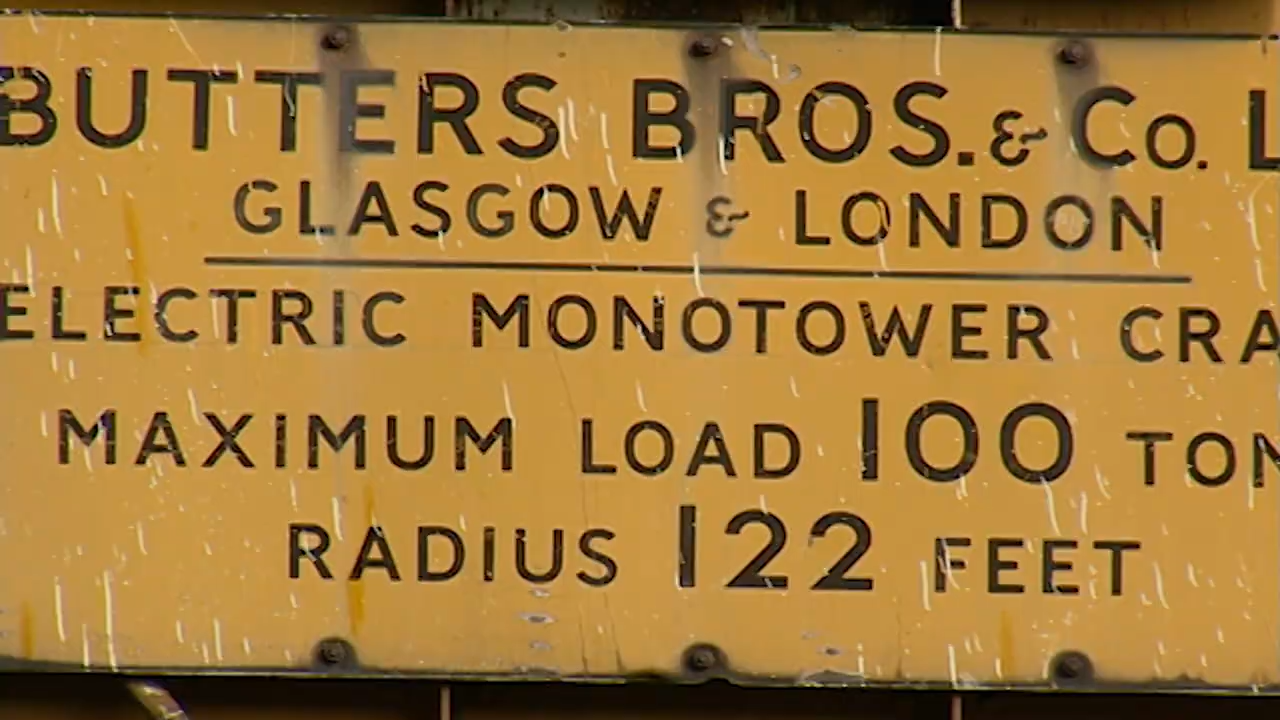 BUTTERS BROS. & Co. L
GLASGOW & LONDON
ELECTRIC MONOTOWER CRA
MAXIMUM LOAD 100 TON
RADIUS 122 FEET